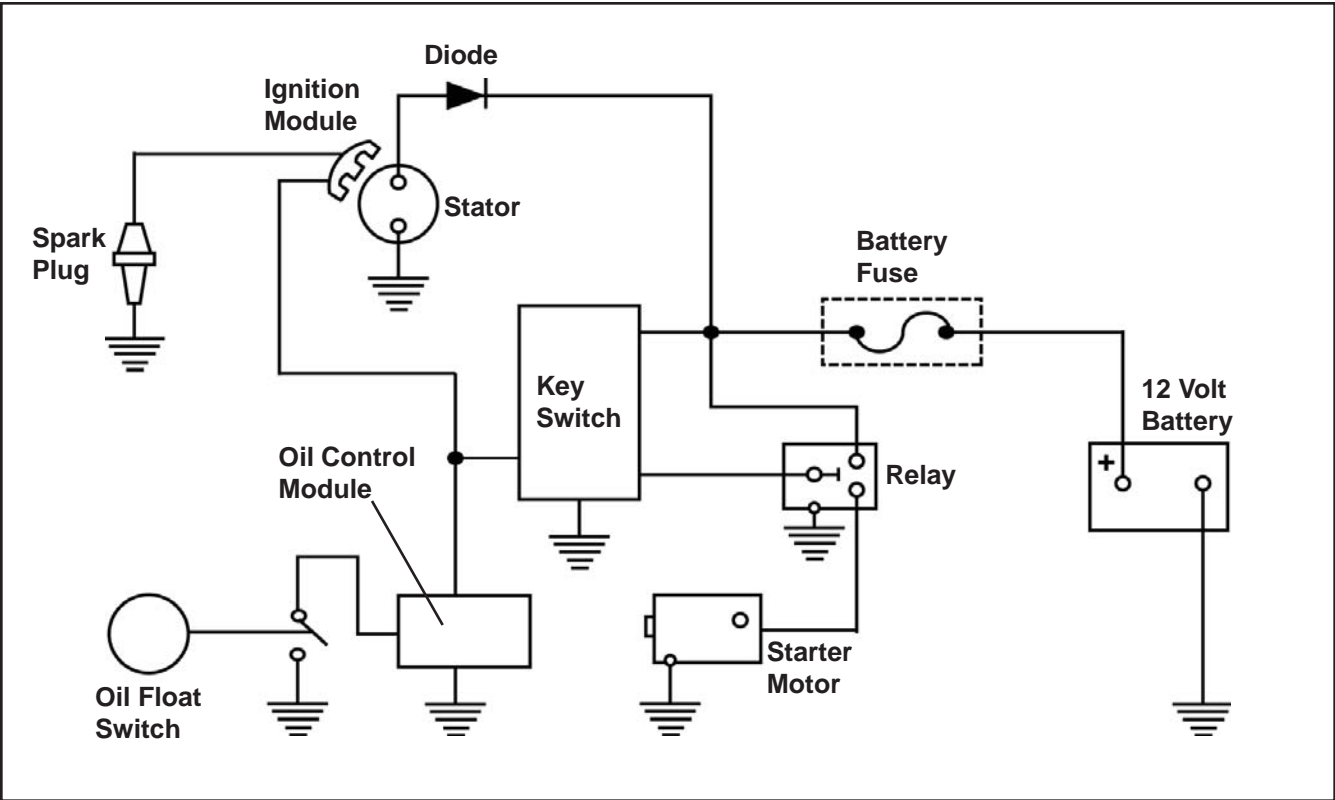 Diode
Ignition
Module
Stator
Spark
Plug
Battery
Fuse
Key
Switch
12 Volt
Battery
+
Oil Control
Module
Relay
Starter
Motor
Oil Float
Switch